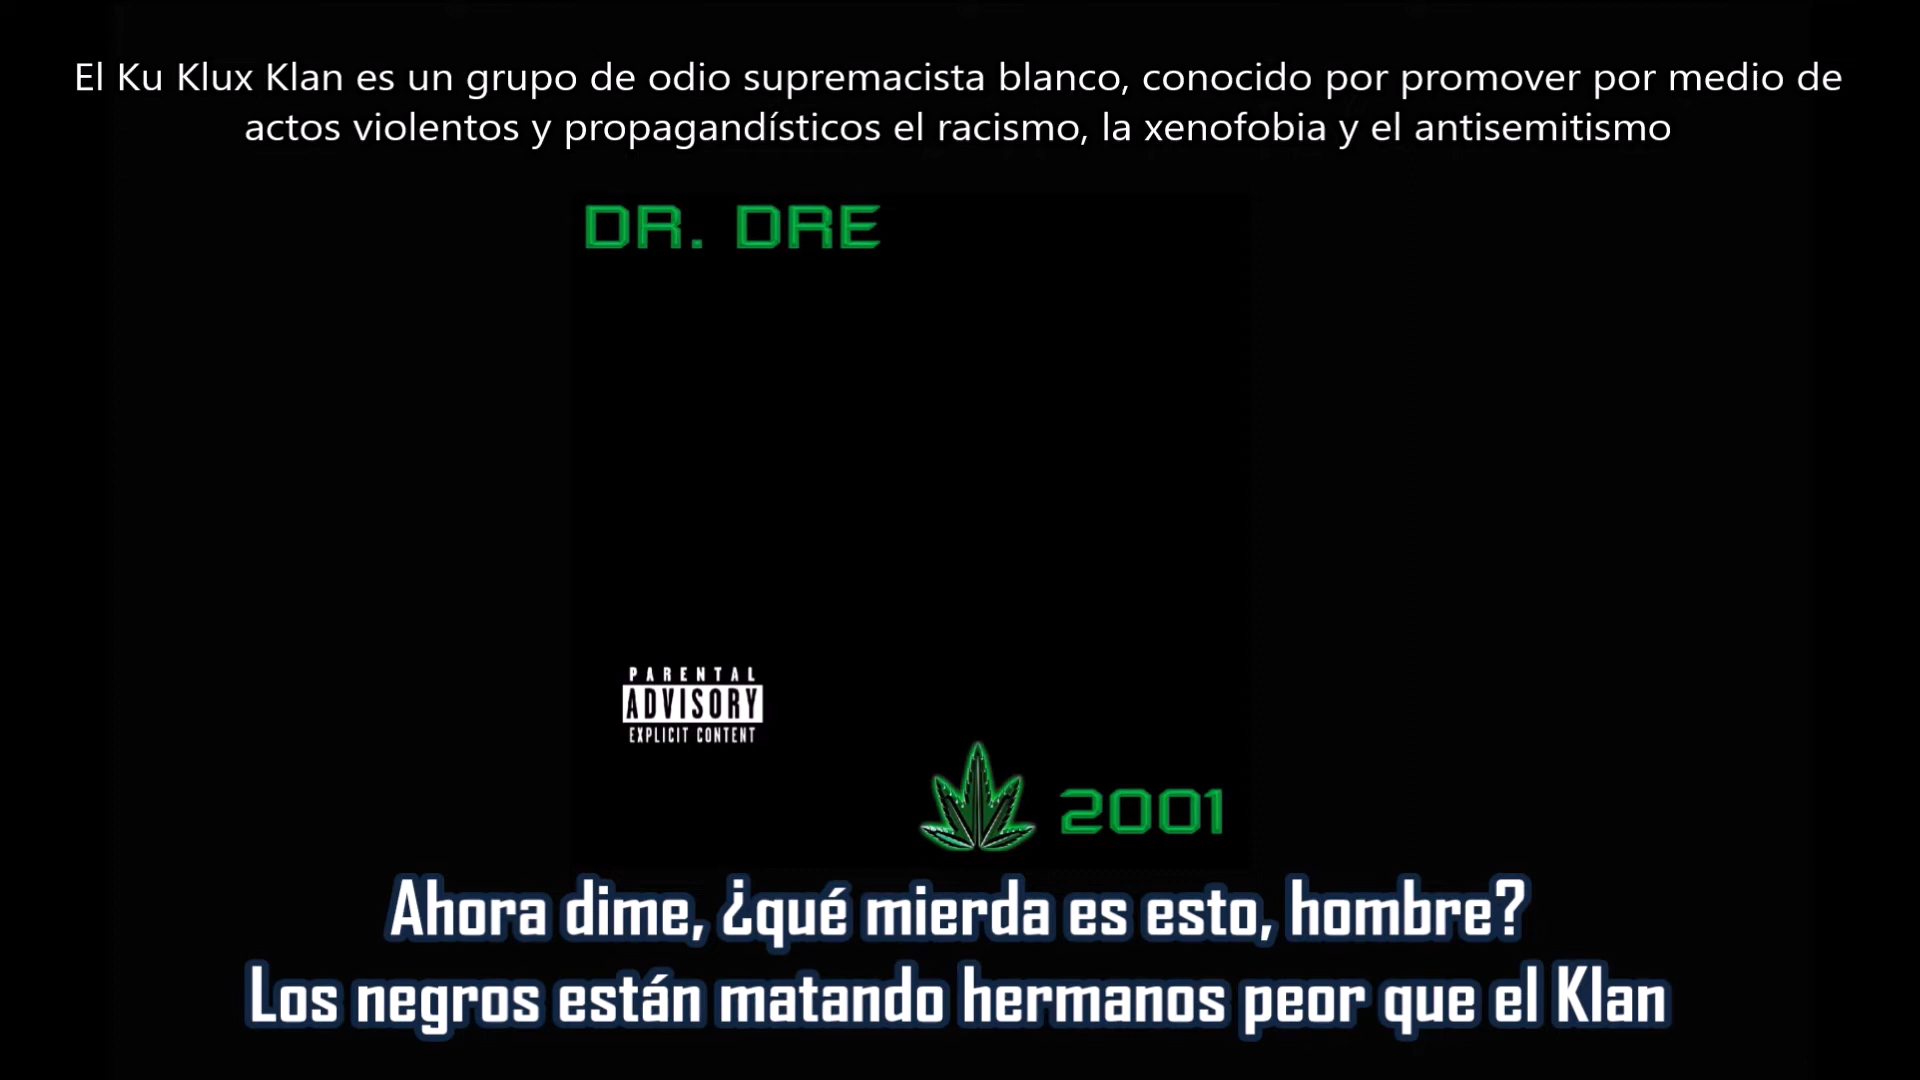 El Ku Klux Klan es un grupo de odio supremacista blanco, conocido por promover por medio de
actos violentos y propagandísticos el racismo, la xenofobia y el antisemitismo
DR. DRE
PARENTAL
ADVISORY
EXPLICIT CONTENT
2001
Ahora dime, ¿qué mierda es esto, hombre?
Los negros están matando hermanos peor que el Klan